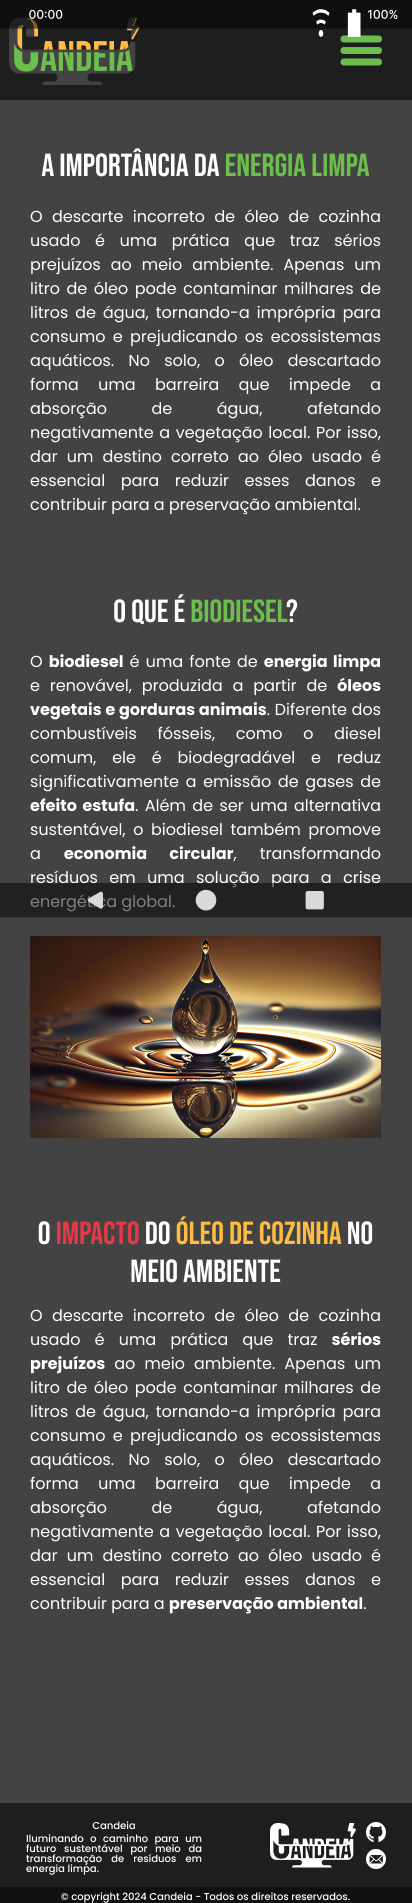 00:00
100%
CANDEIA
A IMPORTÂNCIA DA ENERGIA LIMPA
O descarte incorreto de óleo de cozinha
usado é uma prática que traz sérios
prejuízos ao meio ambiente. Apenas um
litro de óleo pode contaminar milhares de
litros de água, tornando-a imprópria para
consumo e prejudicando os ecossistemas
aquáticos. No solo, o óleo descartado
forma uma barreira que impede a
absorção de água, afetando
negativamente a vegetação local. Por isso,
dar um destino correto ao óleo usado é
essencial para reduzir esses danos e
contribuir para a preservação ambiental.
O QUE É BIODIESEL?
O biodiesel é uma fonte de energia limpa
e renovável, produzida a partir de óleos
vegetais e gorduras animais. Diferente dos
combustíveis fósseis, como o diesel
comum, ele é biodegradável e reduz
significativamente a emissão de gases de
efeito estufa. Além de ser uma alternativa
sustentável, o biodiesel também promove
a economia circular, transformando
resíduos em uma solução para a crise
energética global.
O IMPACTO DO ÓLEO DE COZINHA NO
MEIO AMBIENTE
O descarte incorreto de óleo de cozinha
usado é uma prática que traz sérios
prejuízos ao meio ambiente. Apenas um
litro de óleo pode contaminar milhares de
litros de água, tornando-a imprópria para
consumo e prejudicando os ecossistemas
aquáticos. No solo, o óleo descartado
forma uma barreira que impede a
absorção de água, afetando
negativamente a vegetação local. Por isso,
dar um destino correto ao óleo usado é
essencial para reduzir esses danos e
contribuir para a preservação ambiental.
Candeia
Iluminando o caminho para um
futuro sustentável por meio da
transformação de resíduos em
energia limpa.
CANDEIA
© copyright 2024 Candeia - Todos os direitos reservados.